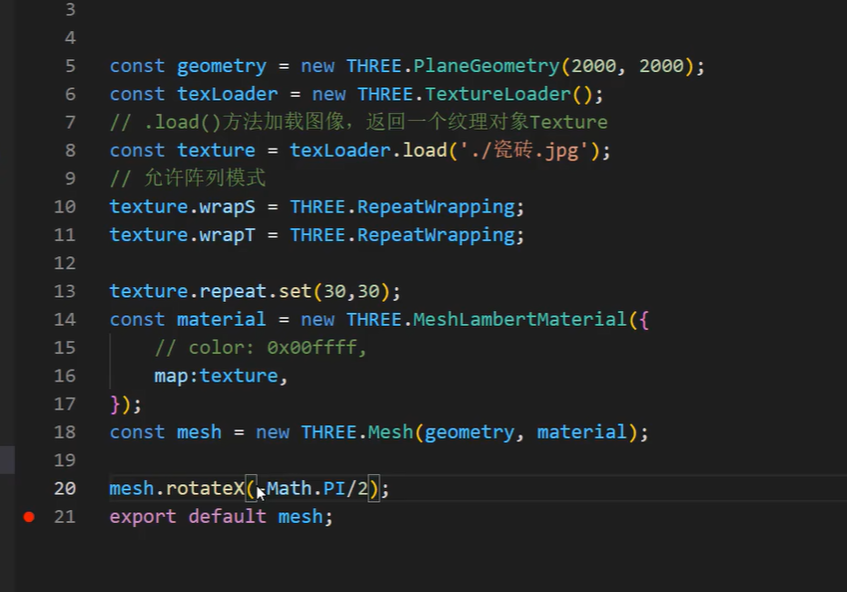 3
4
5 const geometry = new THREE.PlaneGeometry(2000, 2000);
6 const texLoader = new THREE.TextureLoader();
7 // .load()方法加载图像，返回一个纹理对象Texture
8 const texture = texLoader.load('./瓷砖.jpg');
9 // 允许阵列模式
10 texture.wrapS = THREE.RepeatWrapping;
11 texture.wrapT = THREE.RepeatWrapping;
12
13 texture.repeat.set(30,30);
14 const material = new THREE.MeshLambertMaterial({
15 // color: 0x00ffff,
16 map:texture,
17 });
18 const mesh = new THREE.Mesh(geometry, material);
19
20 mesh.rotateX(-Math.PI/2);
21 export default mesh;